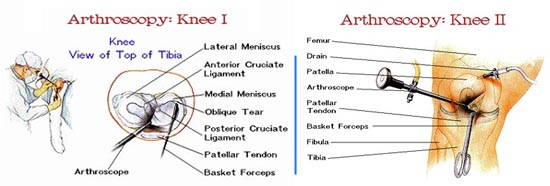 Arthroscopy: Knee I
Knee
View of Top of Tibia
Lateral Meniscus
Anterior Cruciate
Ligament
Medial Meniscus
Oblique Tear
Posterior Cruciate
Ligament
Patellar Tendon
Basket Forceps
Arthroscope
Arthroscopy: Knee II
Femur
Drain
Patella
Arthroscope
Patellar
Tendon
Basket Forceps
Fibula
Tibia